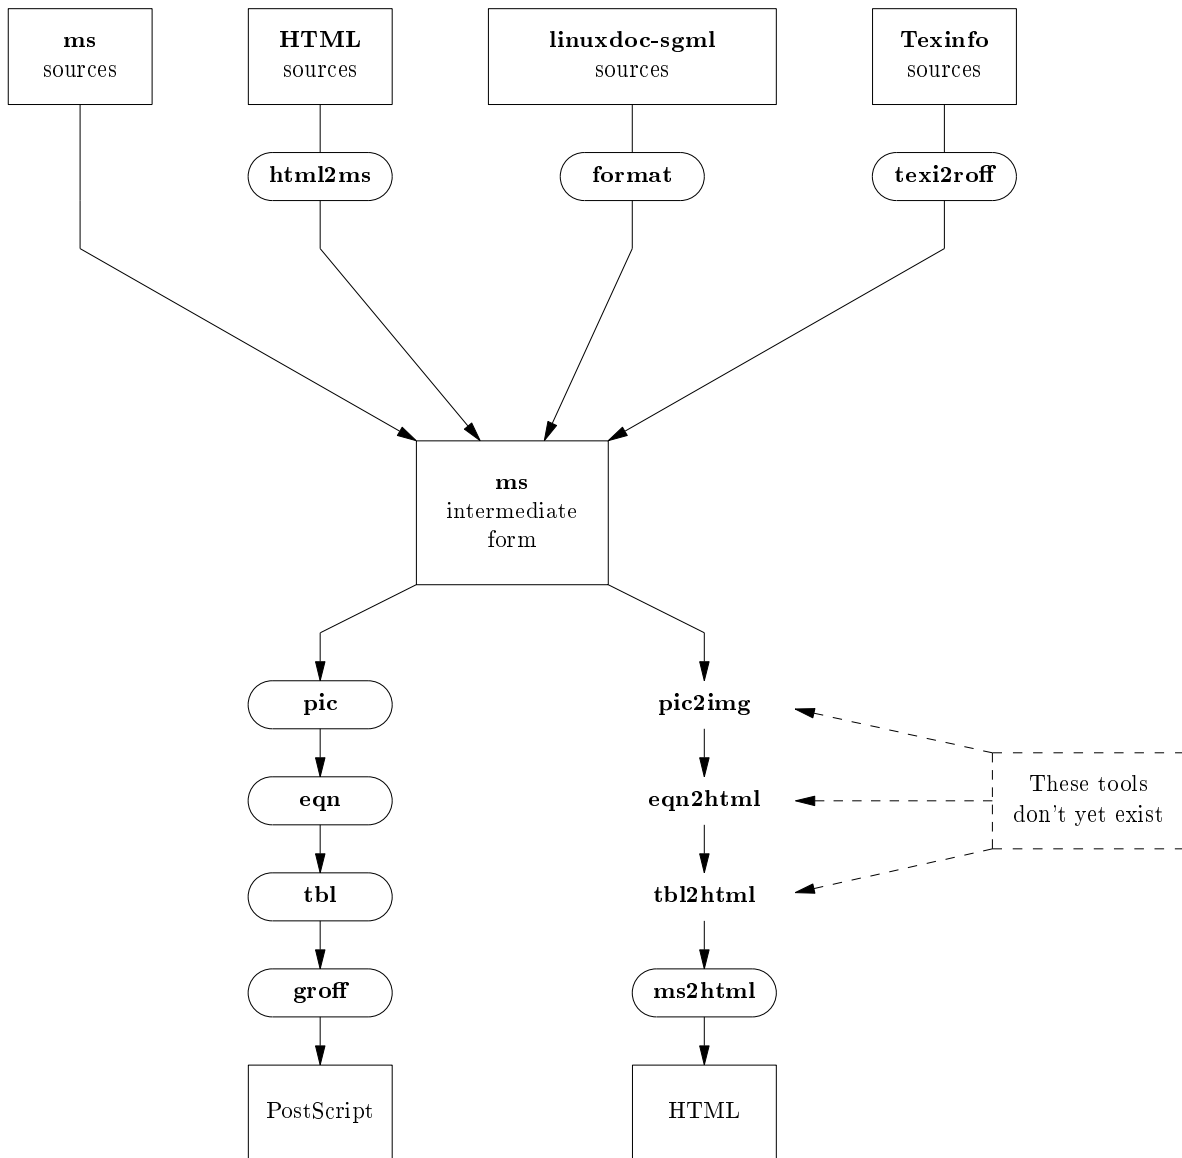 ms
sources
HTML
sources
linuxdoc-sgml
sources
Texinfo
sources
html2ms
format
texi2roff
ms
intermediate
form
pic
pic2img
These tools
don't yet exist
eqn
eqn2html
tbl
tbl2html
groff
ms2html
PostScript
HTML